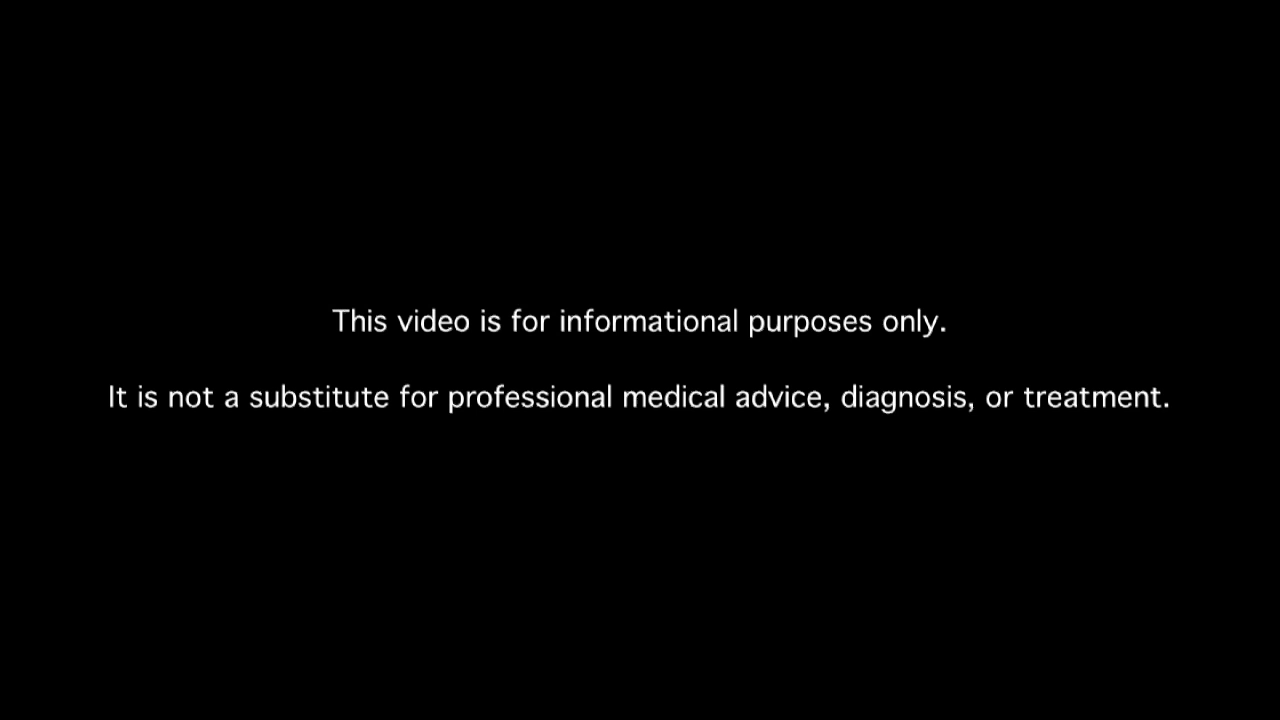 This video is for informational purposes only.
It is not a substitute for professional medical advice, diagnosis, or treatment.